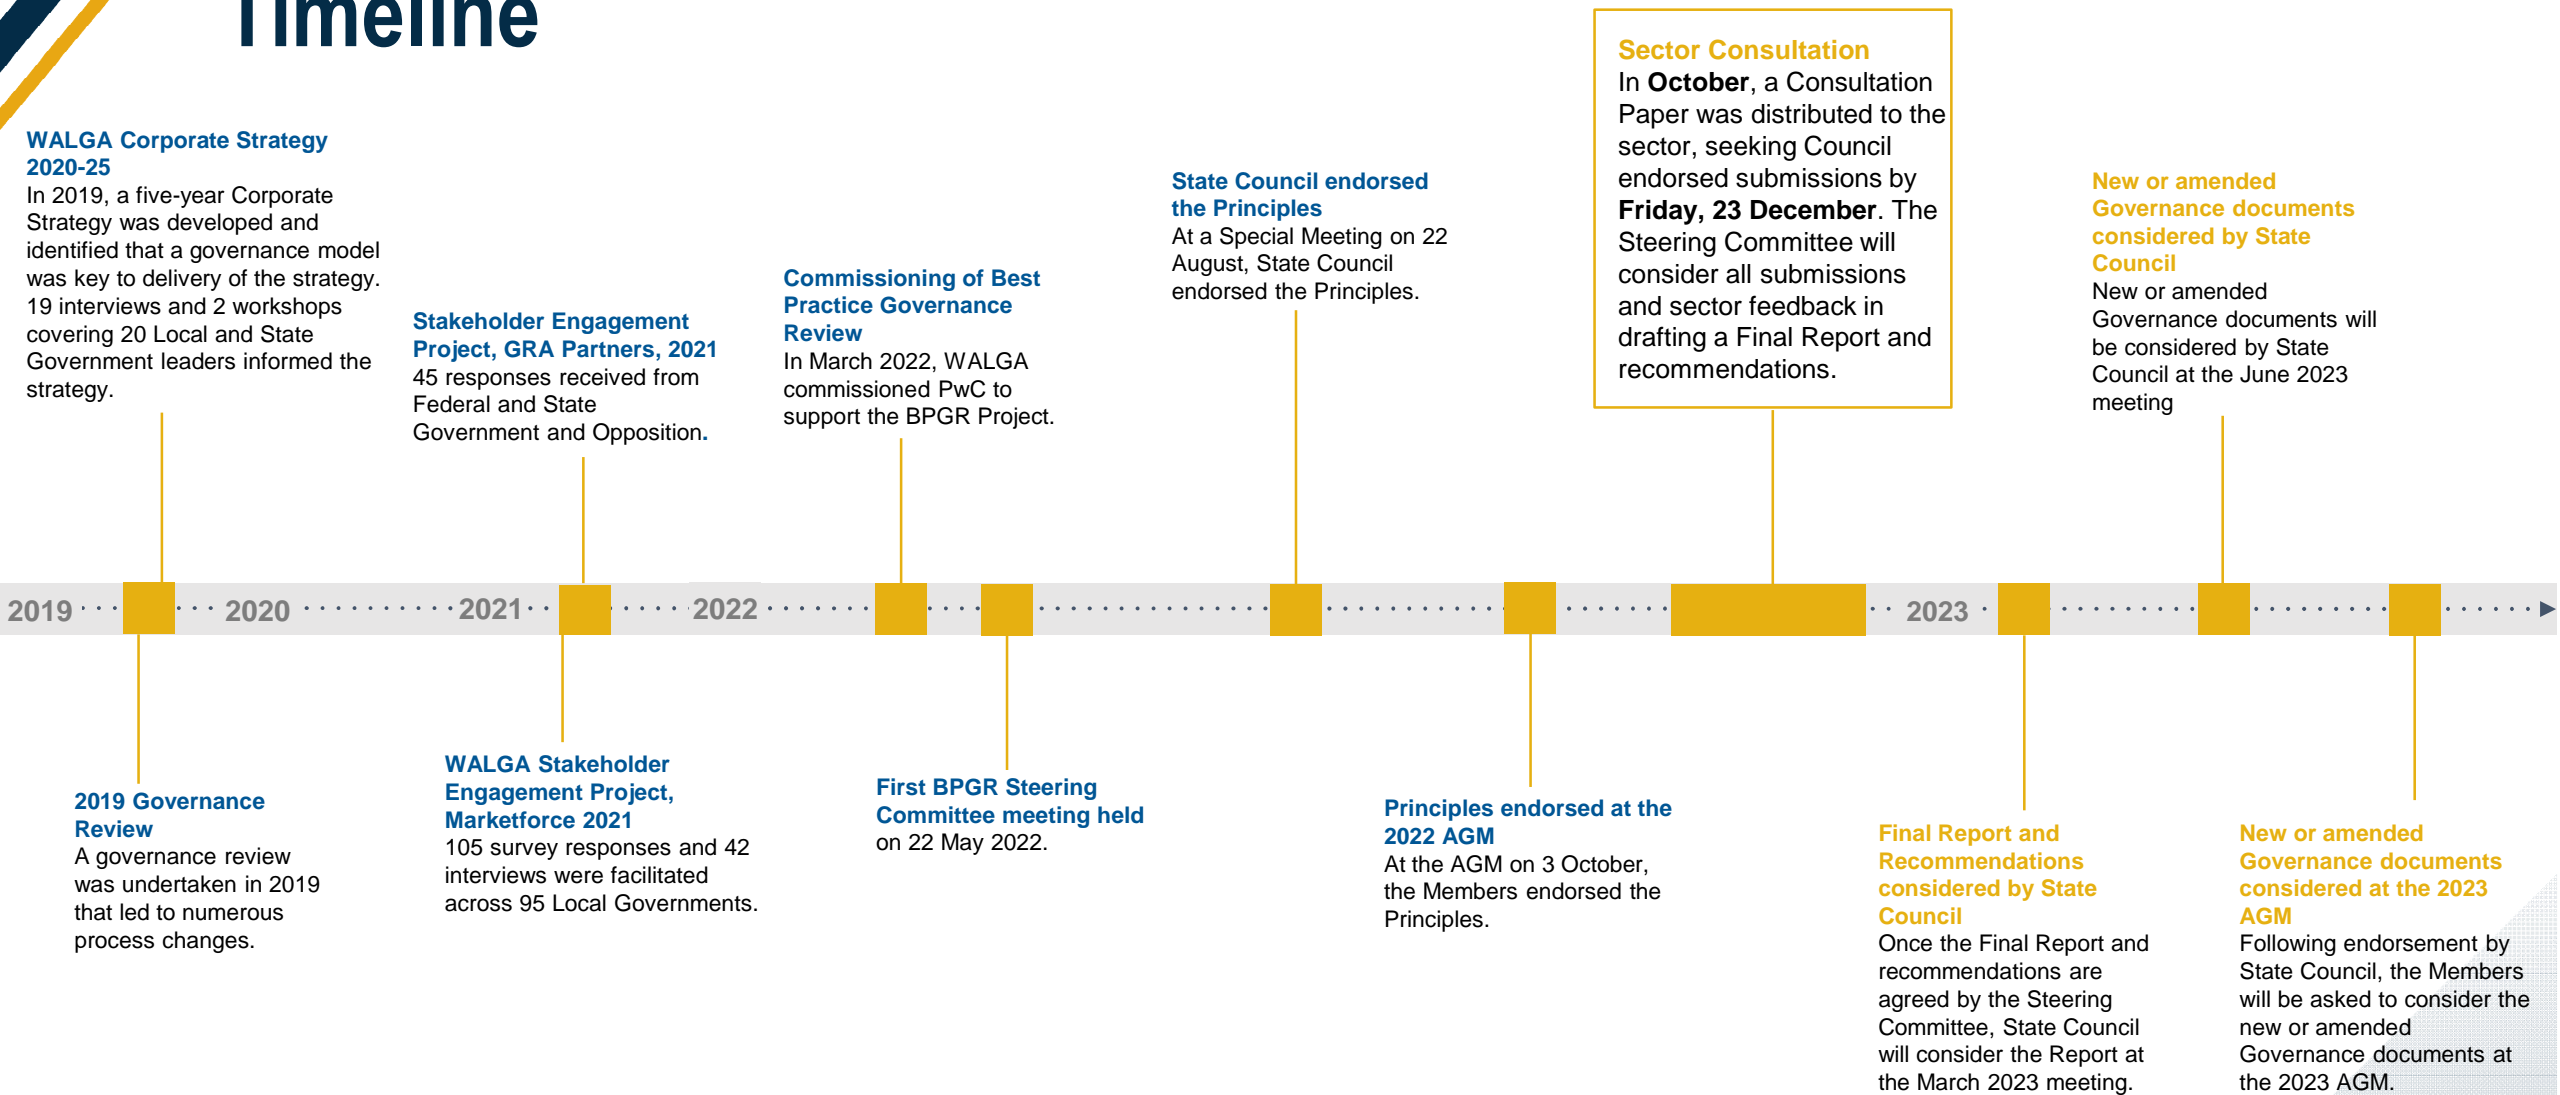 Timeline
WALGA Corporate Strategy
2020-25
In 2019, a five-year Corporate
Strategy was developed and
identified that a governance model
was key to delivery of the strategy.
19 interviews and 2 workshops
covering 20 Local and State
Government leaders informed the
strategy.
Stakeholder Engagement
Project, GRA Partners, 2021
45 responses received from
Federal and State
Government and Opposition.
Commissioning of Best
Practice Governance
Review
In March 2022, WALGA
commissioned PwC to
support the BPGR Project.
State Council endorsed
the Principles
At a Special Meeting on 22
August, State Council
endorsed the Principles.
Sector Consultation
In October, a Consultation
Paper was distributed to the
sector, seeking Council
endorsed submissions by
Friday, 23 December. The
Steering Committee will
consider all submissions
and sector feedback in
drafting a Final Report and
recommendations.
New or amended
Governance documents
considered by State
Council
New or amended
Governance documents will
be considered by State
Council at the June 2023
meeting
2019
2020
2021
2022
2023
2019 Governance
Review
A governance review
was undertaken in 2019
that led to numerous
process changes.
WALGA Stakeholder
Engagement Project,
Marketforce 2021
105 survey responses and 42
interviews were facilitated
across 95 Local Governments.
First BPGR Steering
Committee meeting held
on 22 May 2022.
Principles endorsed at the
2022 AGM
At the AGM on 3 October,
the Members endorsed the
Principles.
Final Report and
Recommendations
considered by State
Council
Once the Final Report and
recommendations are
agreed by the Steering
Committee, State Council
will consider the Report at
the March 2023 meeting.
New or amended
Governance documents
considered at the 2023
AGM
Following endorsement by
State Council, the Members
will be asked to consider the
new or amended
Governance documents at
the 2023 AGM.